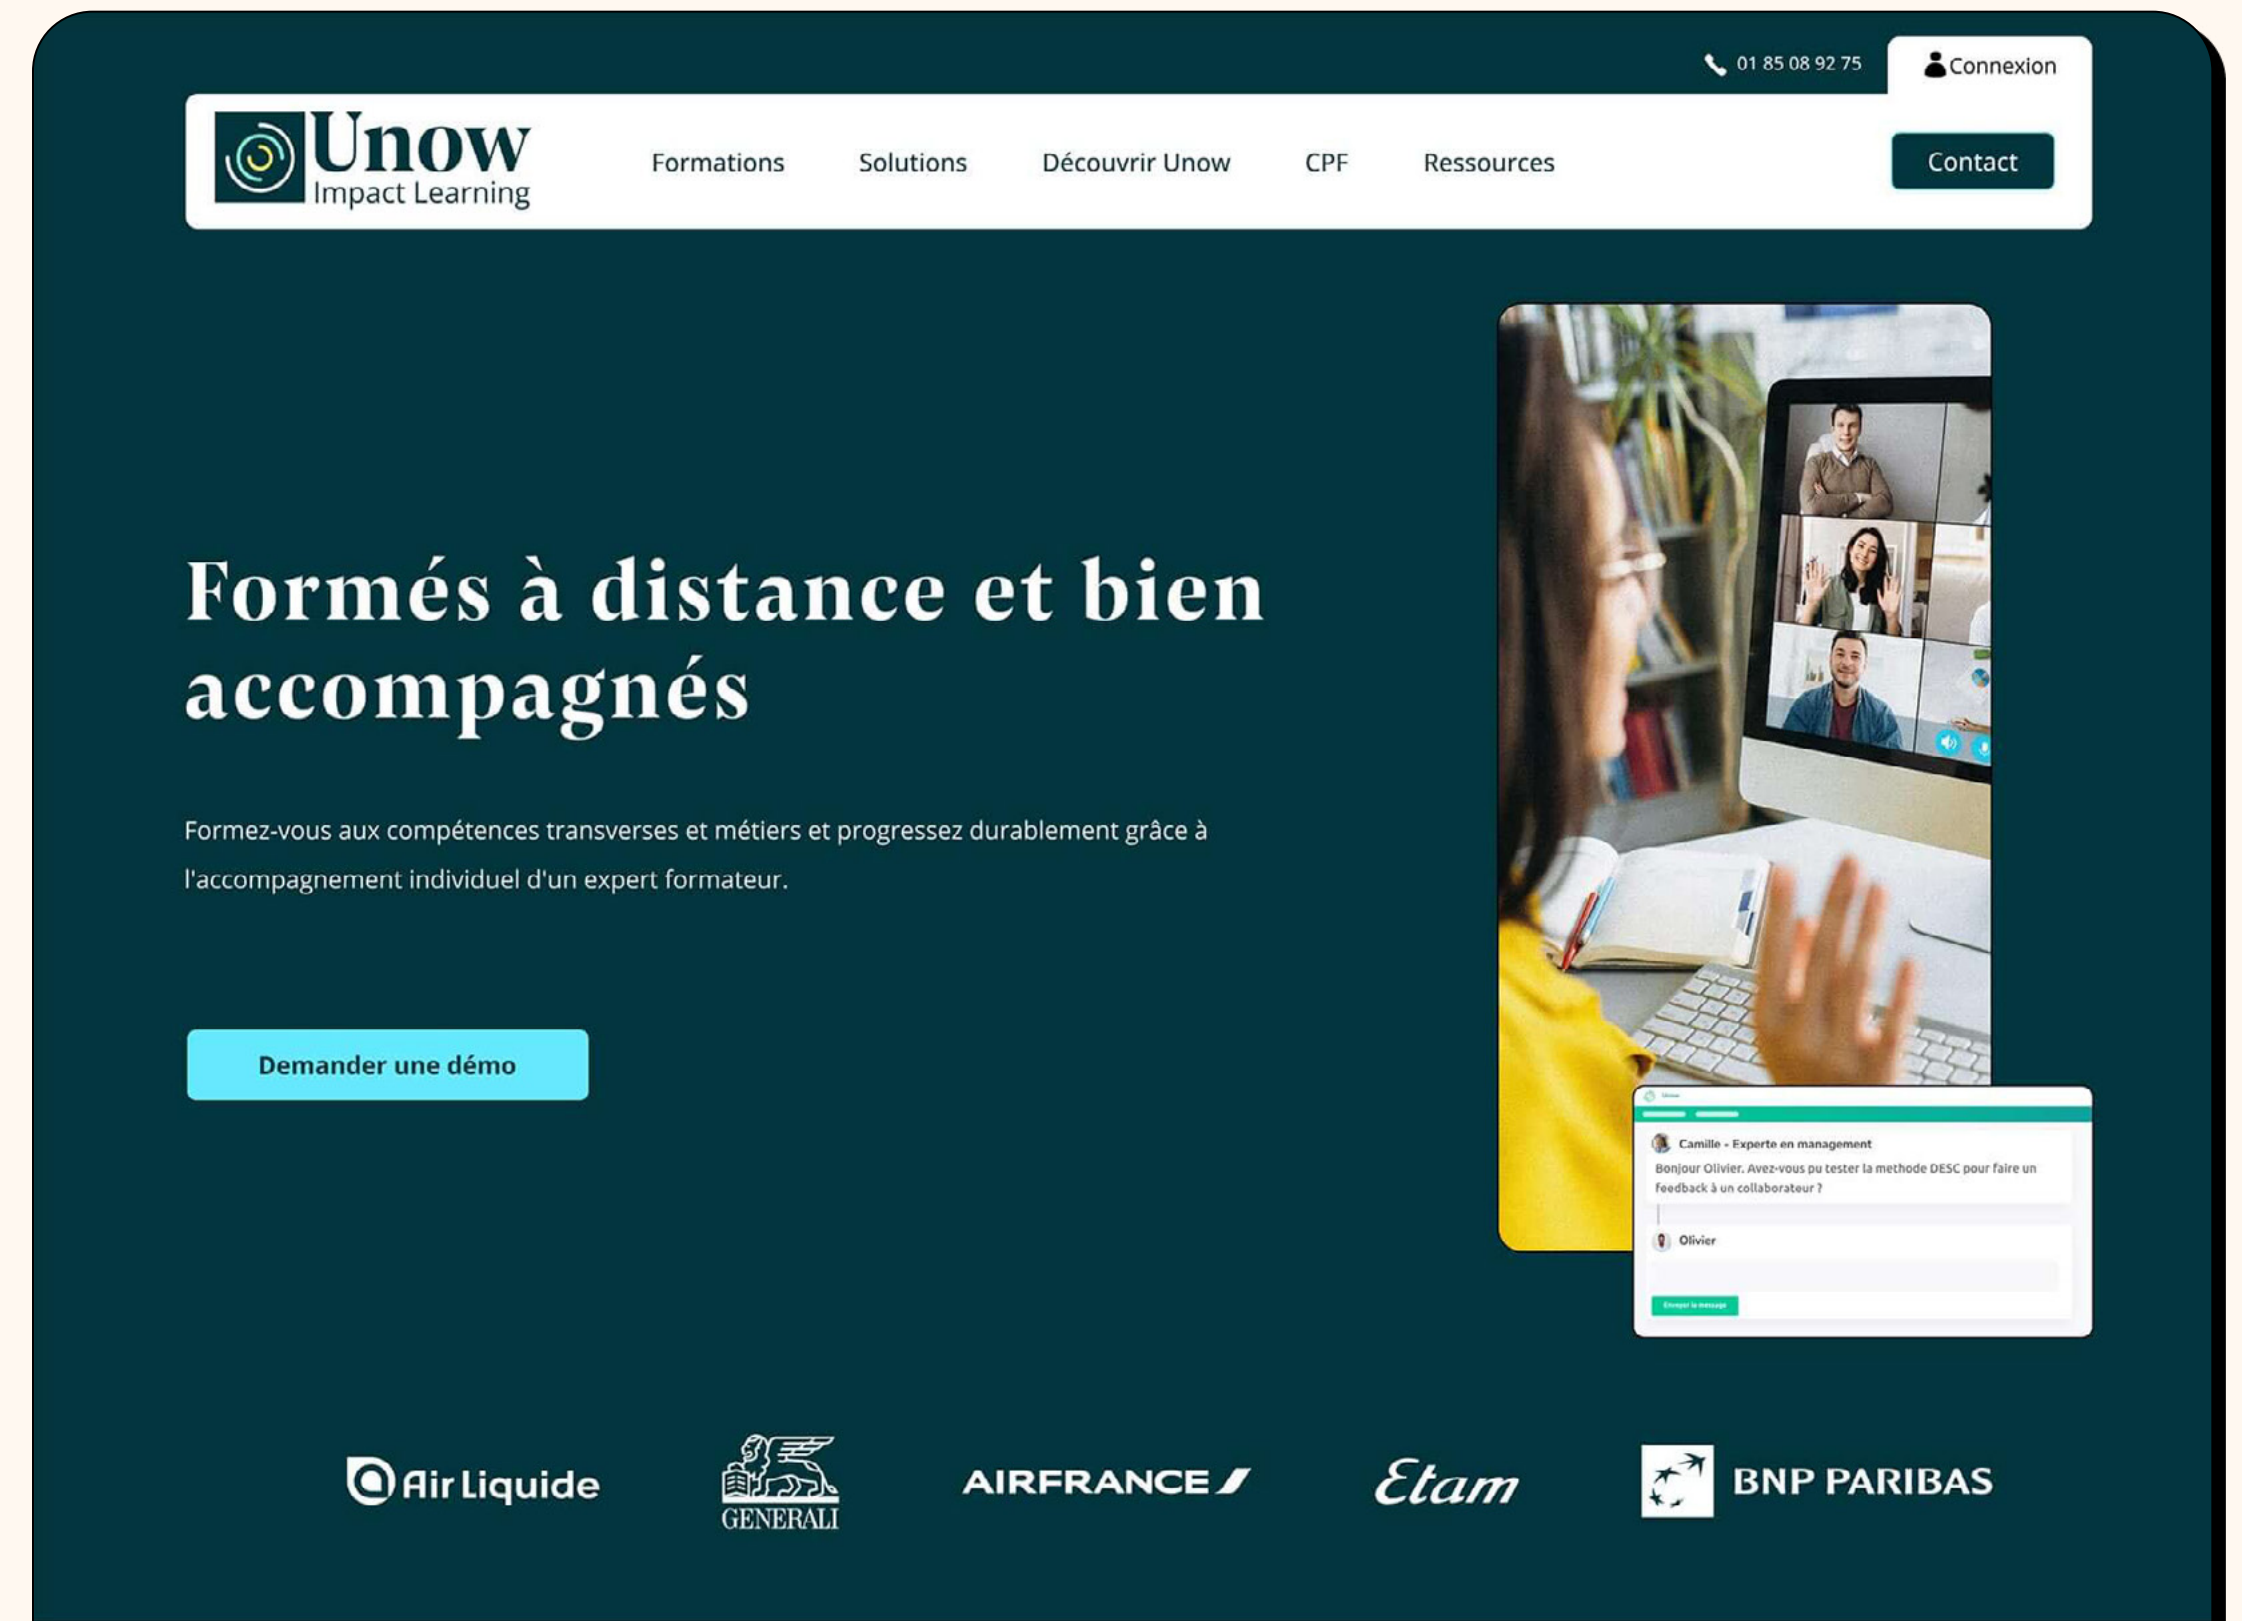 01 85 08 92 75
Connexion
Unow
Impact Learning
Formations
Solutions
Découvrir Unow
CPF
Ressources
Contact
Formés à distance et bien
accompagnés
Formez-vous aux compétences transverses et métiers et progressez durablement grâce à
l'accompagnement individuel d'un expert formateur.
Demander une démo
Camille - Experte en management
Bonjour Olivier. Avez-vous pu tester la methode DESC pour faire un
feedback à un collaborateur ?
Olivier
Envoyer le message
Air Liquide
GENERALI
AIRFRANCE
Etam
BNP PARIBAS